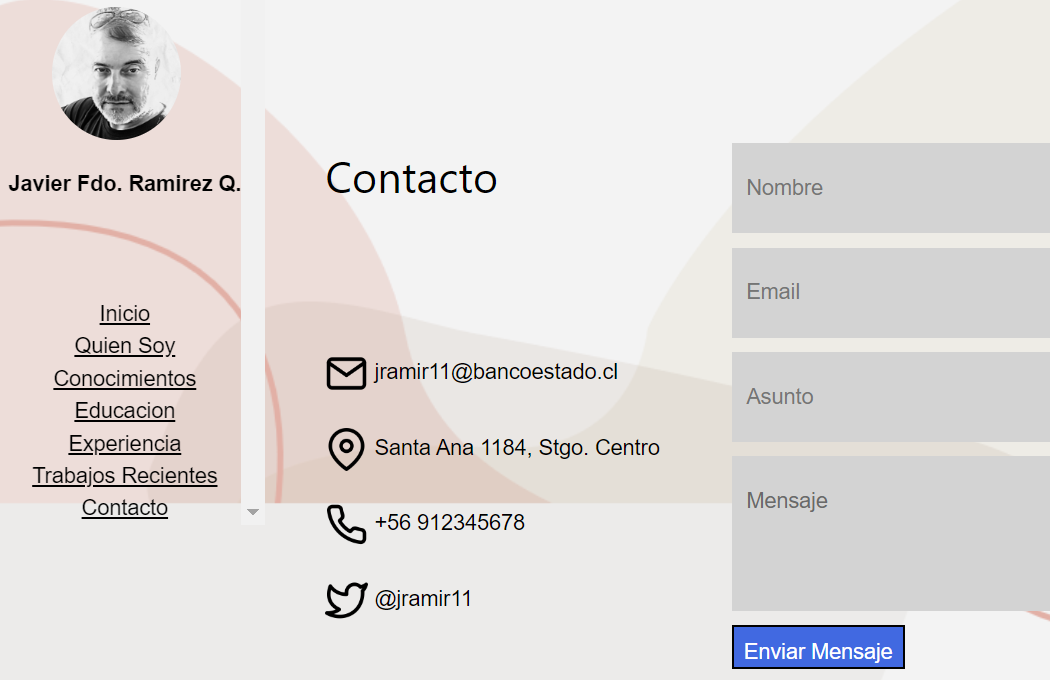 Javier Fdo. Ramirez Q.
Inicio
Quien Soy
Conocimientos
Educacion
Experiencia
Trabajos Recientes
Contacto
Contacto
jramir11@bancoestado.cl
Santa Ana 1184, Stgo. Centro
+56 912345678
@jramir11
Nombre
Email
Asunto
Mensaje
Enviar Mensaje